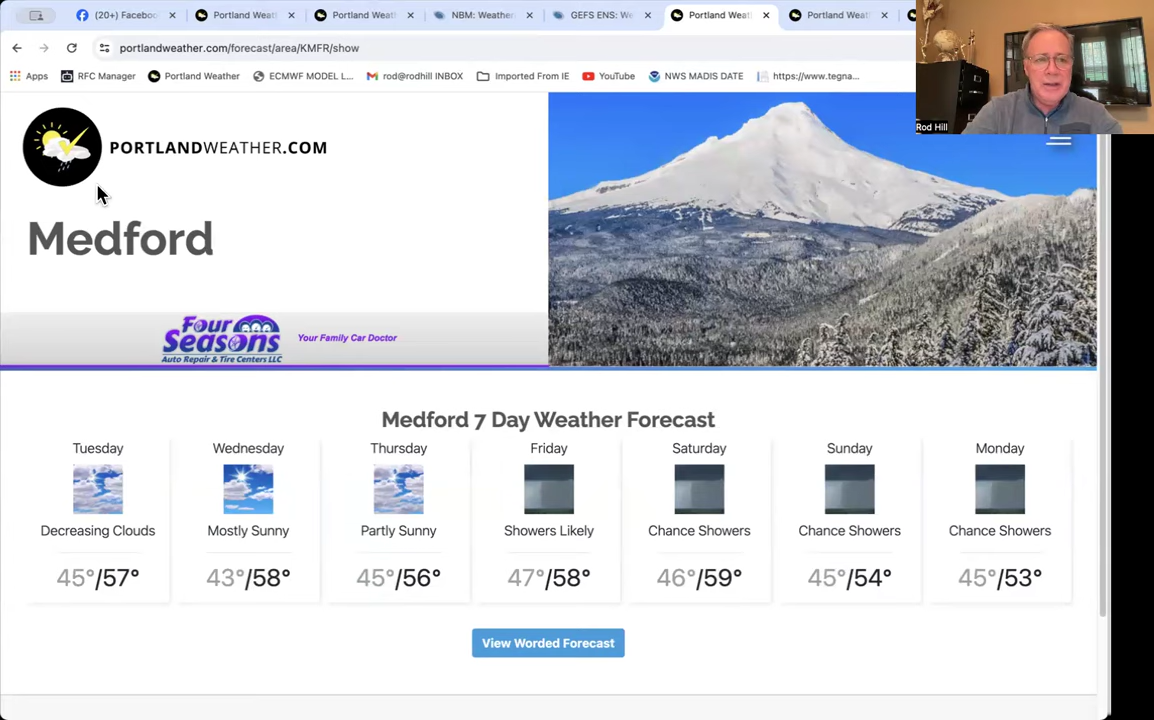 (20+) Faceboo
Portland Weat
Portland Weat
NBM: Weather
GEFS ENS: We
Portland Weat
Portland Weat
portlandweather.com/forecast/area/KMFR/show
Apps
RFC Manager
Portland Weather
ECMWF MODEL L...
rod@rodhill INBOX
Imported From IE
YouTube
NWS MADIS DATE
https://www.tegna...
Rod Hill
PORTLANDWEATHER.COM
Medford
Four
Seasons
Auto Repair & Tire Centers LLC
Your Family Car Doctor
Medford 7 Day Weather Forecast
Tuesday Wednesday Thursday Friday Saturday Sunday Monday
Decreasing Clouds Mostly Sunny Partly Sunny Showers Likely Chance Showers Chance Showers Chance Showers
45°/57° 43°/58° 45°/56° 47°/58° 46°/59° 45°/54° 45°/53°
View Worded Forecast